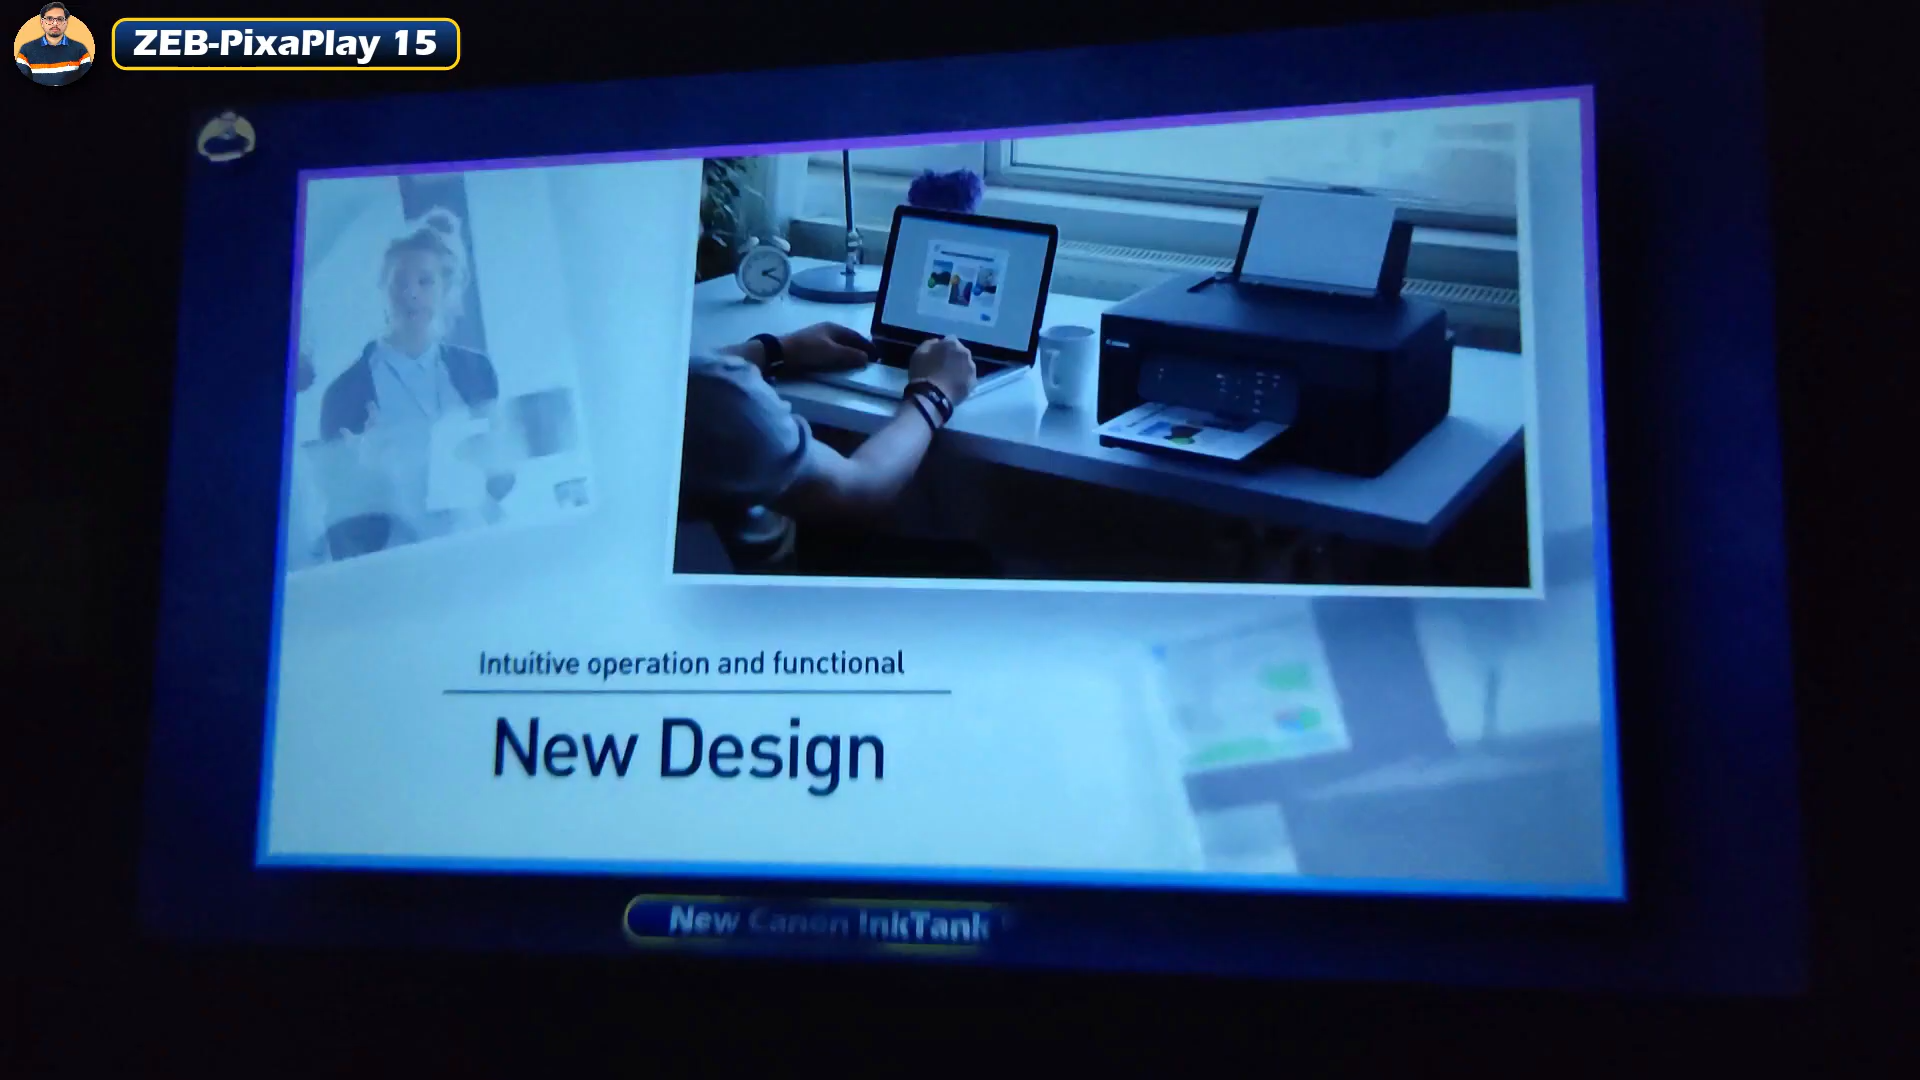 ZEB-PixaPlay 15
Intuitive operation and functional
New Design
New Canon InkTank